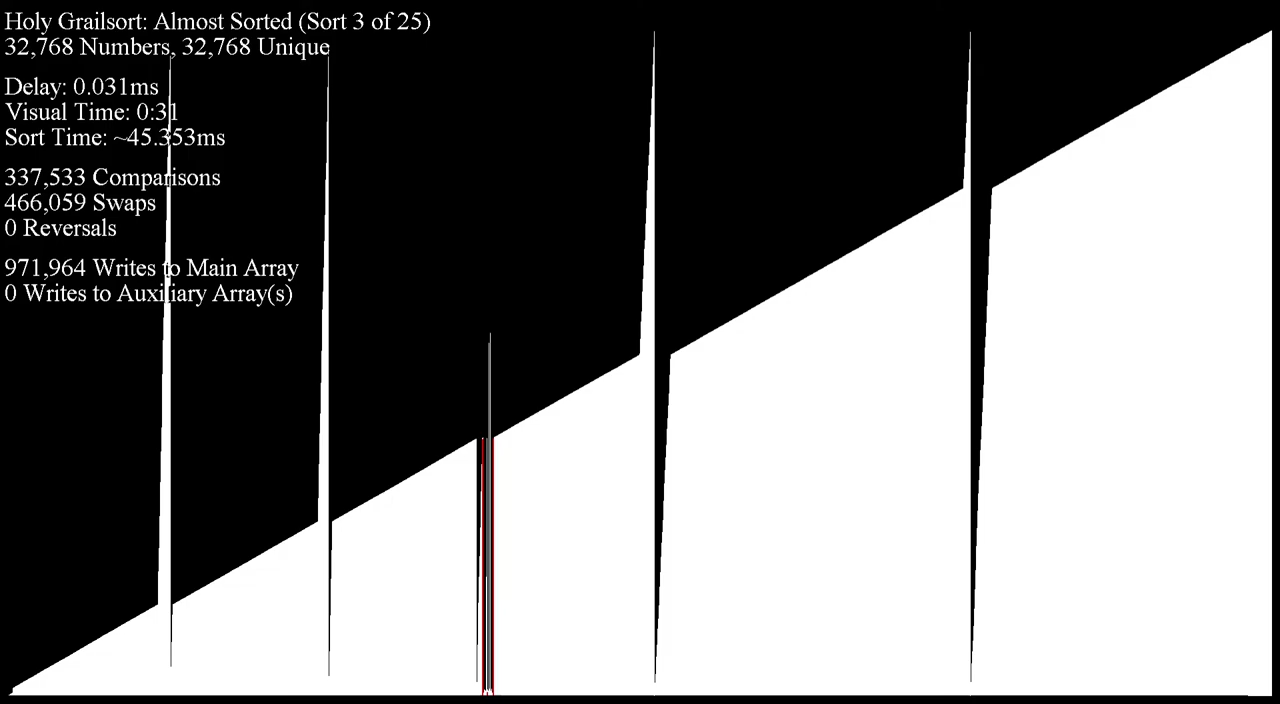 Holy Grailsort: Almost Sorted (Sort 3 of 25)
32,768 Numbers, 32,768 Unique
Delay: 0.031ms
Visual Time: 0:31
Sort Time: ~45.353ms
337,533 Comparisons
466,059 Swaps
0 Reversals
971,964 Writes to Main Array
0 Writes to Auxiliary Array(s)